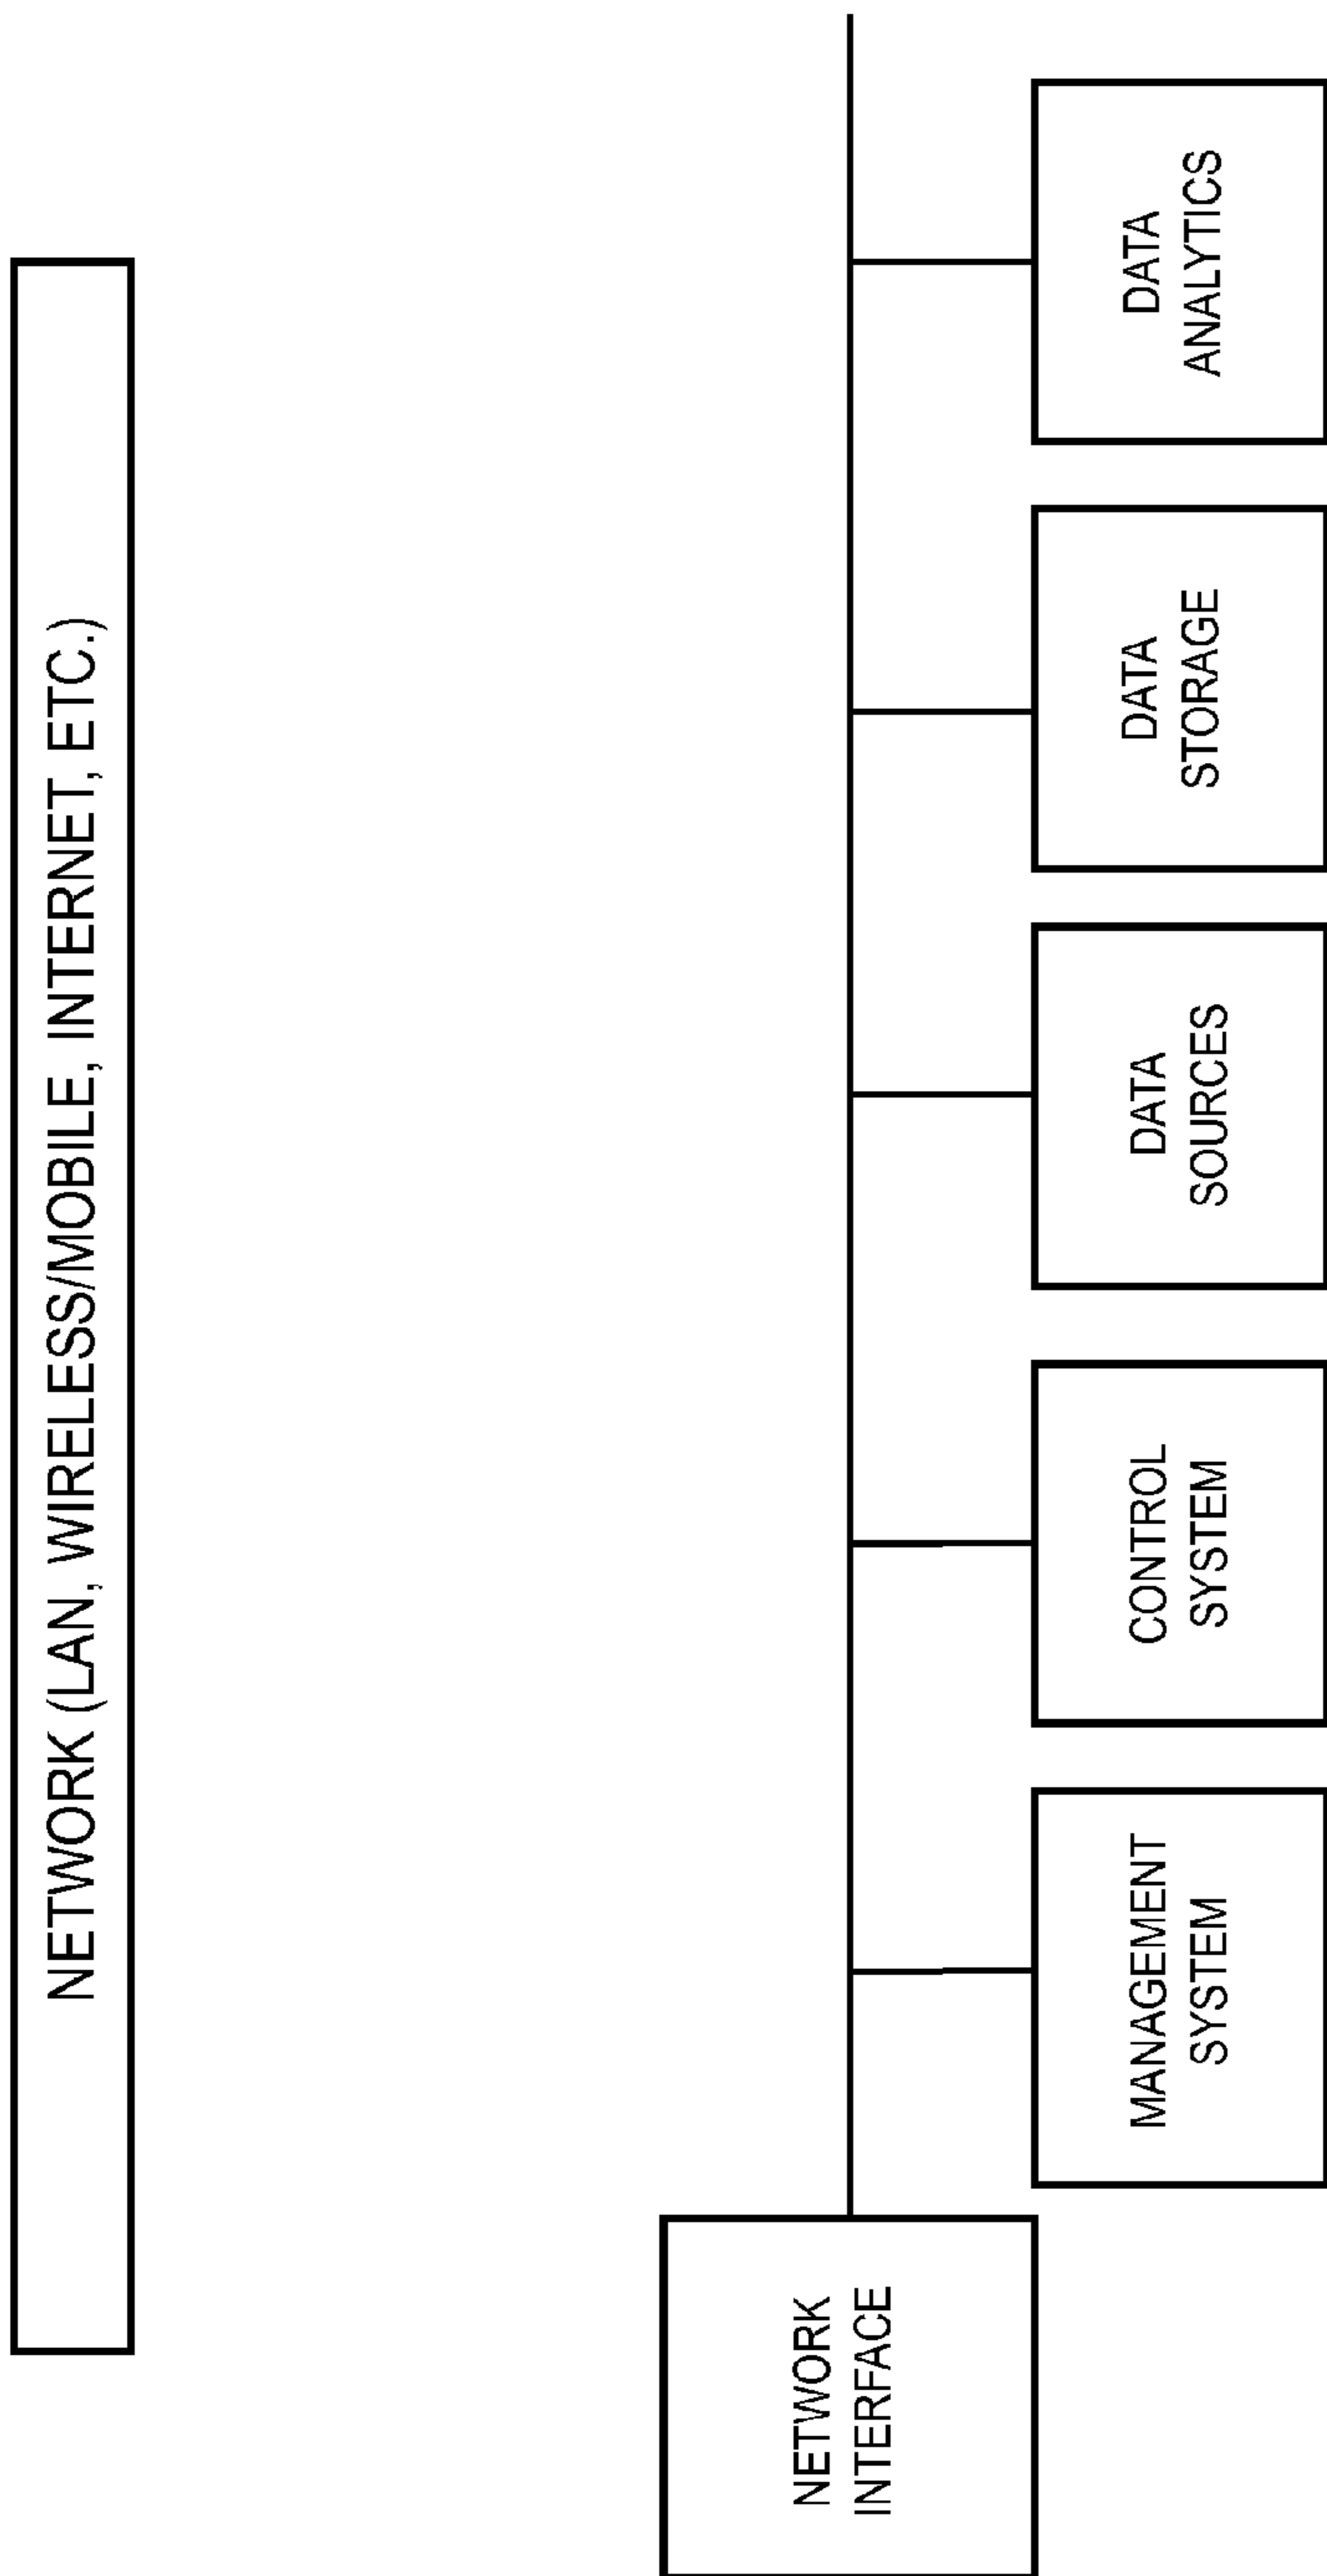 NETWORK (LAN, WIRELESS/MOBILE, INTERNET, ETC.)
NETWORK
INTERFACE
MANAGEMENT
SYSTEM
CONTROL
SYSTEM
DATA
SOURCES
DATA
STORAGE
DATA
ANALYTICS